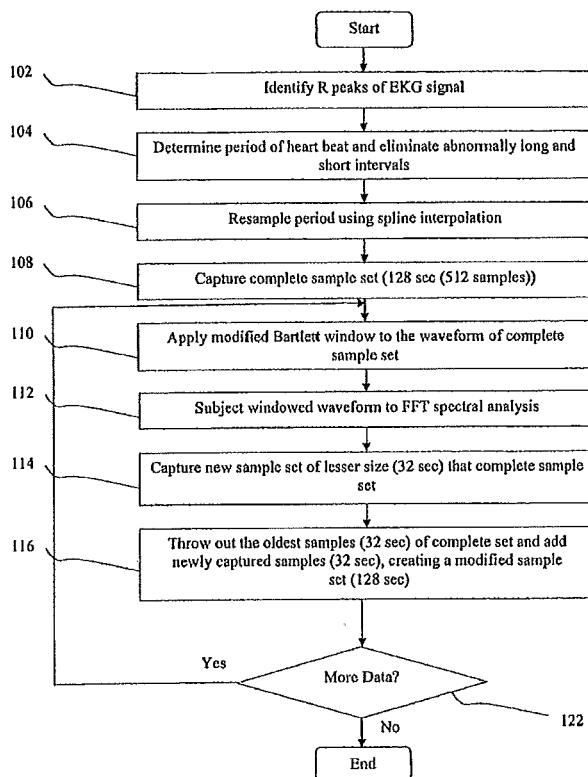 Start
102
Identify R peaks of EKG signal
104
Determine period of heart beat and eliminate abnormally long and
short intervals
106
Resample period using spline interpolation
108
Capture complete sample set (128 sec (512 samples))
110
Apply modified Bartlett window to the waveform of complete
sample set
112
Subject windowed waveform to FFT spectral analysis
114
Capture new sample set of lesser size (32 sec) that complete sample
set
116
Throw out the oldest samples (32 sec) of complete set and add
newly captured samples (32 sec), creating a modified sample
set (128 sec)
Yes
More Data?
122
No
End